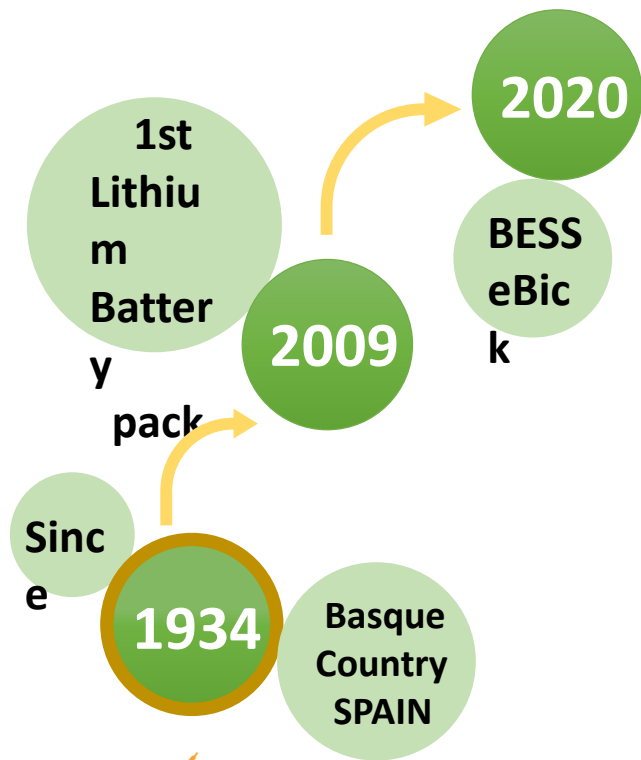 2020
1st
Lithiu
m
Batter
y
pack
BESS
eBic
k
2009
Sinc
e
1934
Basque
Country
SPAIN